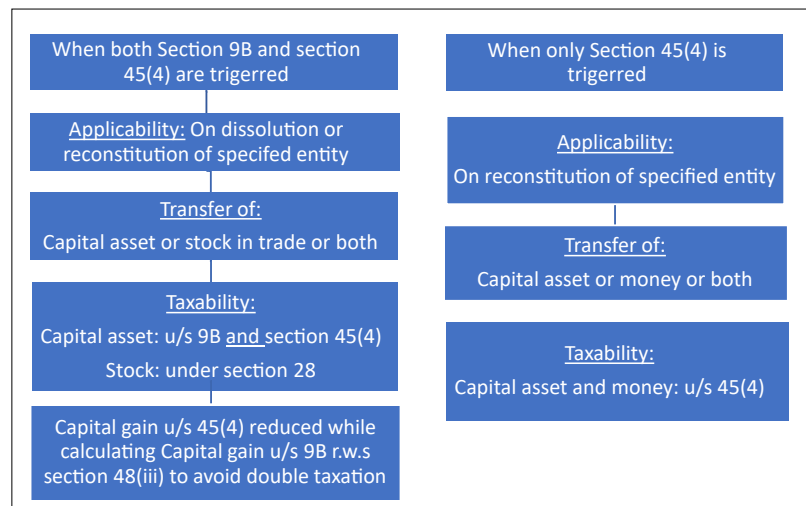 When both Section 9B and section
45(4) are trigerred
Applicability: On dissolution or
reconstitution of specifed entity
Transfer of:
Capital asset or stock in trade or both
Taxability:
Capital asset: u/s 9B and section 45(4)
Stock: under section 28
Capital gain u/s 45(4) reduced while
calculating Capital gain u/s 9B r.w.s
section 48(iii) to avoid double taxation
When only Section 45(4) is
trigerred
Applicability:
On reconstitution of specified entity
Transfer of:
Capital asset or money or both
Taxability:
Capital asset and money: u/s 45(4)